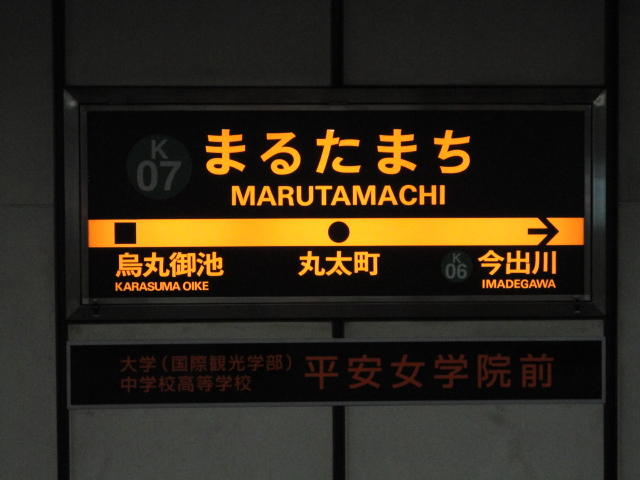 K
07
まるたまち
MARUTAMACHI
烏丸御池
KARASUMA OIKE
丸太町
K
06
今出川
IMADEGAWA
大学(国際観光学部)
中学校高等学校
平安女学院前